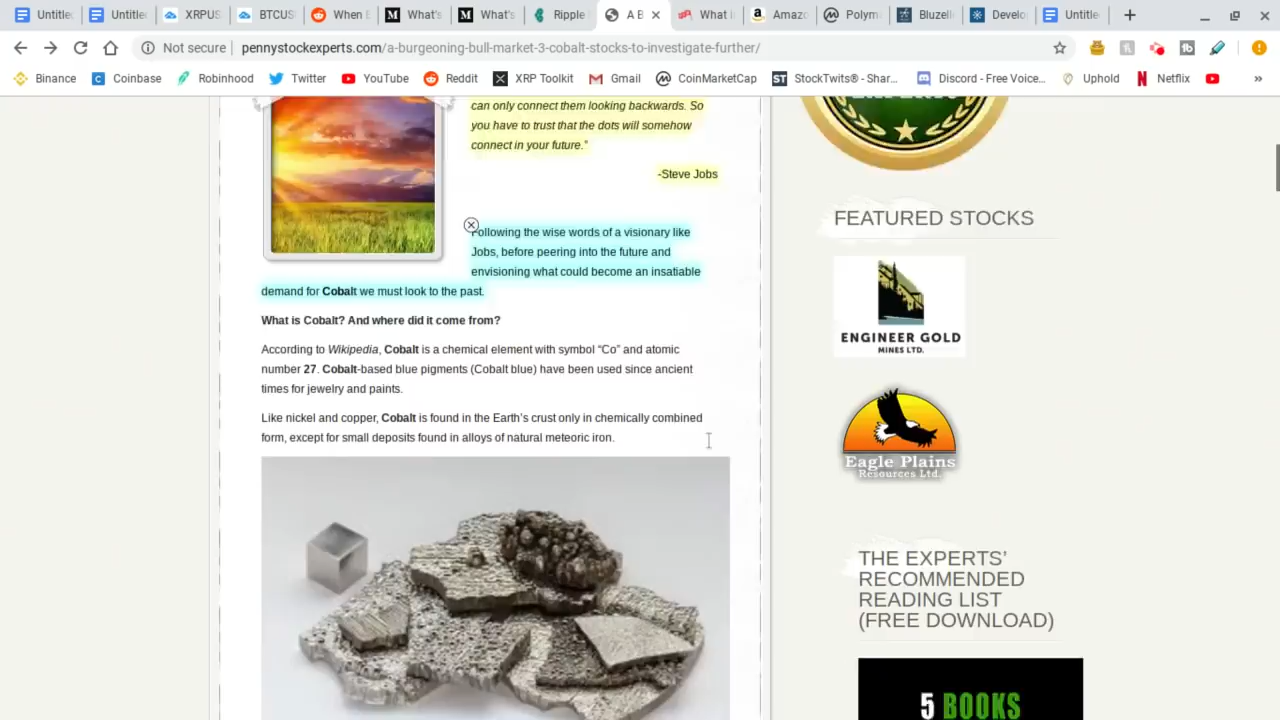 Untitle
Untitle
XRPUS
BTCUS
When E
What's
What's
Ripple
A B
What i
Amazo
Polym
Bluzell
Develo
Untitle
Not secure
pennystockexperts.com/a-burgeoning-bull-market-3-cobalt-stocks-to-investigate-further/
Binance
Coinbase
Robinhood
Twitter
YouTube
Reddit
XRP Toolkit
Gmail
CoinMarketCap
StockTwits® - Shar...
Discord - Free Voice...
Uphold
Netflix
can only connect them looking backwards. So
you have to trust that the dots will somehow
connect in your future.”
-Steve Jobs
Following the wise words of a visionary like
Jobs, before peering into the future and
envisioning what could become an insatiable
demand for Cobalt we must look to the past.
What is Cobalt? And where did it come from?
According to Wikipedia, Cobalt is a chemical element with symbol “Co” and atomic
number 27. Cobalt-based blue pigments (Cobalt blue) have been used since ancient
times for jewelry and paints.
Like nickel and copper, Cobalt is found in the Earth’s crust only in chemically combined
form, except for small deposits found in alloys of natural meteoric iron.
FEATURED STOCKS
ENGINEER GOLD
MINES LTD.
Eagle Plains
Resources Ltd.
THE EXPERTS’
RECOMMENDED
READING LIST
(FREE DOWNLOAD)
5 BOOKS